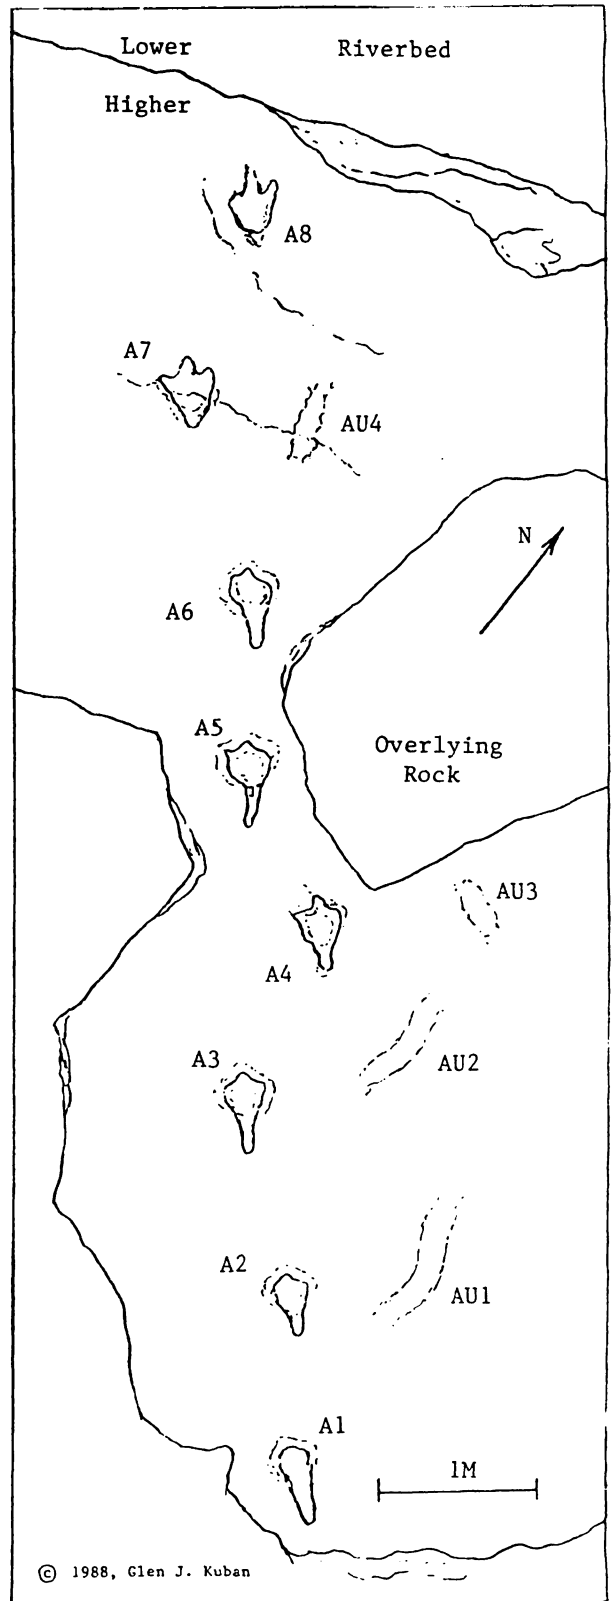 Lower Riverbed
Higher
A8
A7
AU4
N
A6
A5
Overlying
Rock
AU3
A4
A3
AU2
A2
AU1
A1
1M
© 1988, Glen J. Kuban